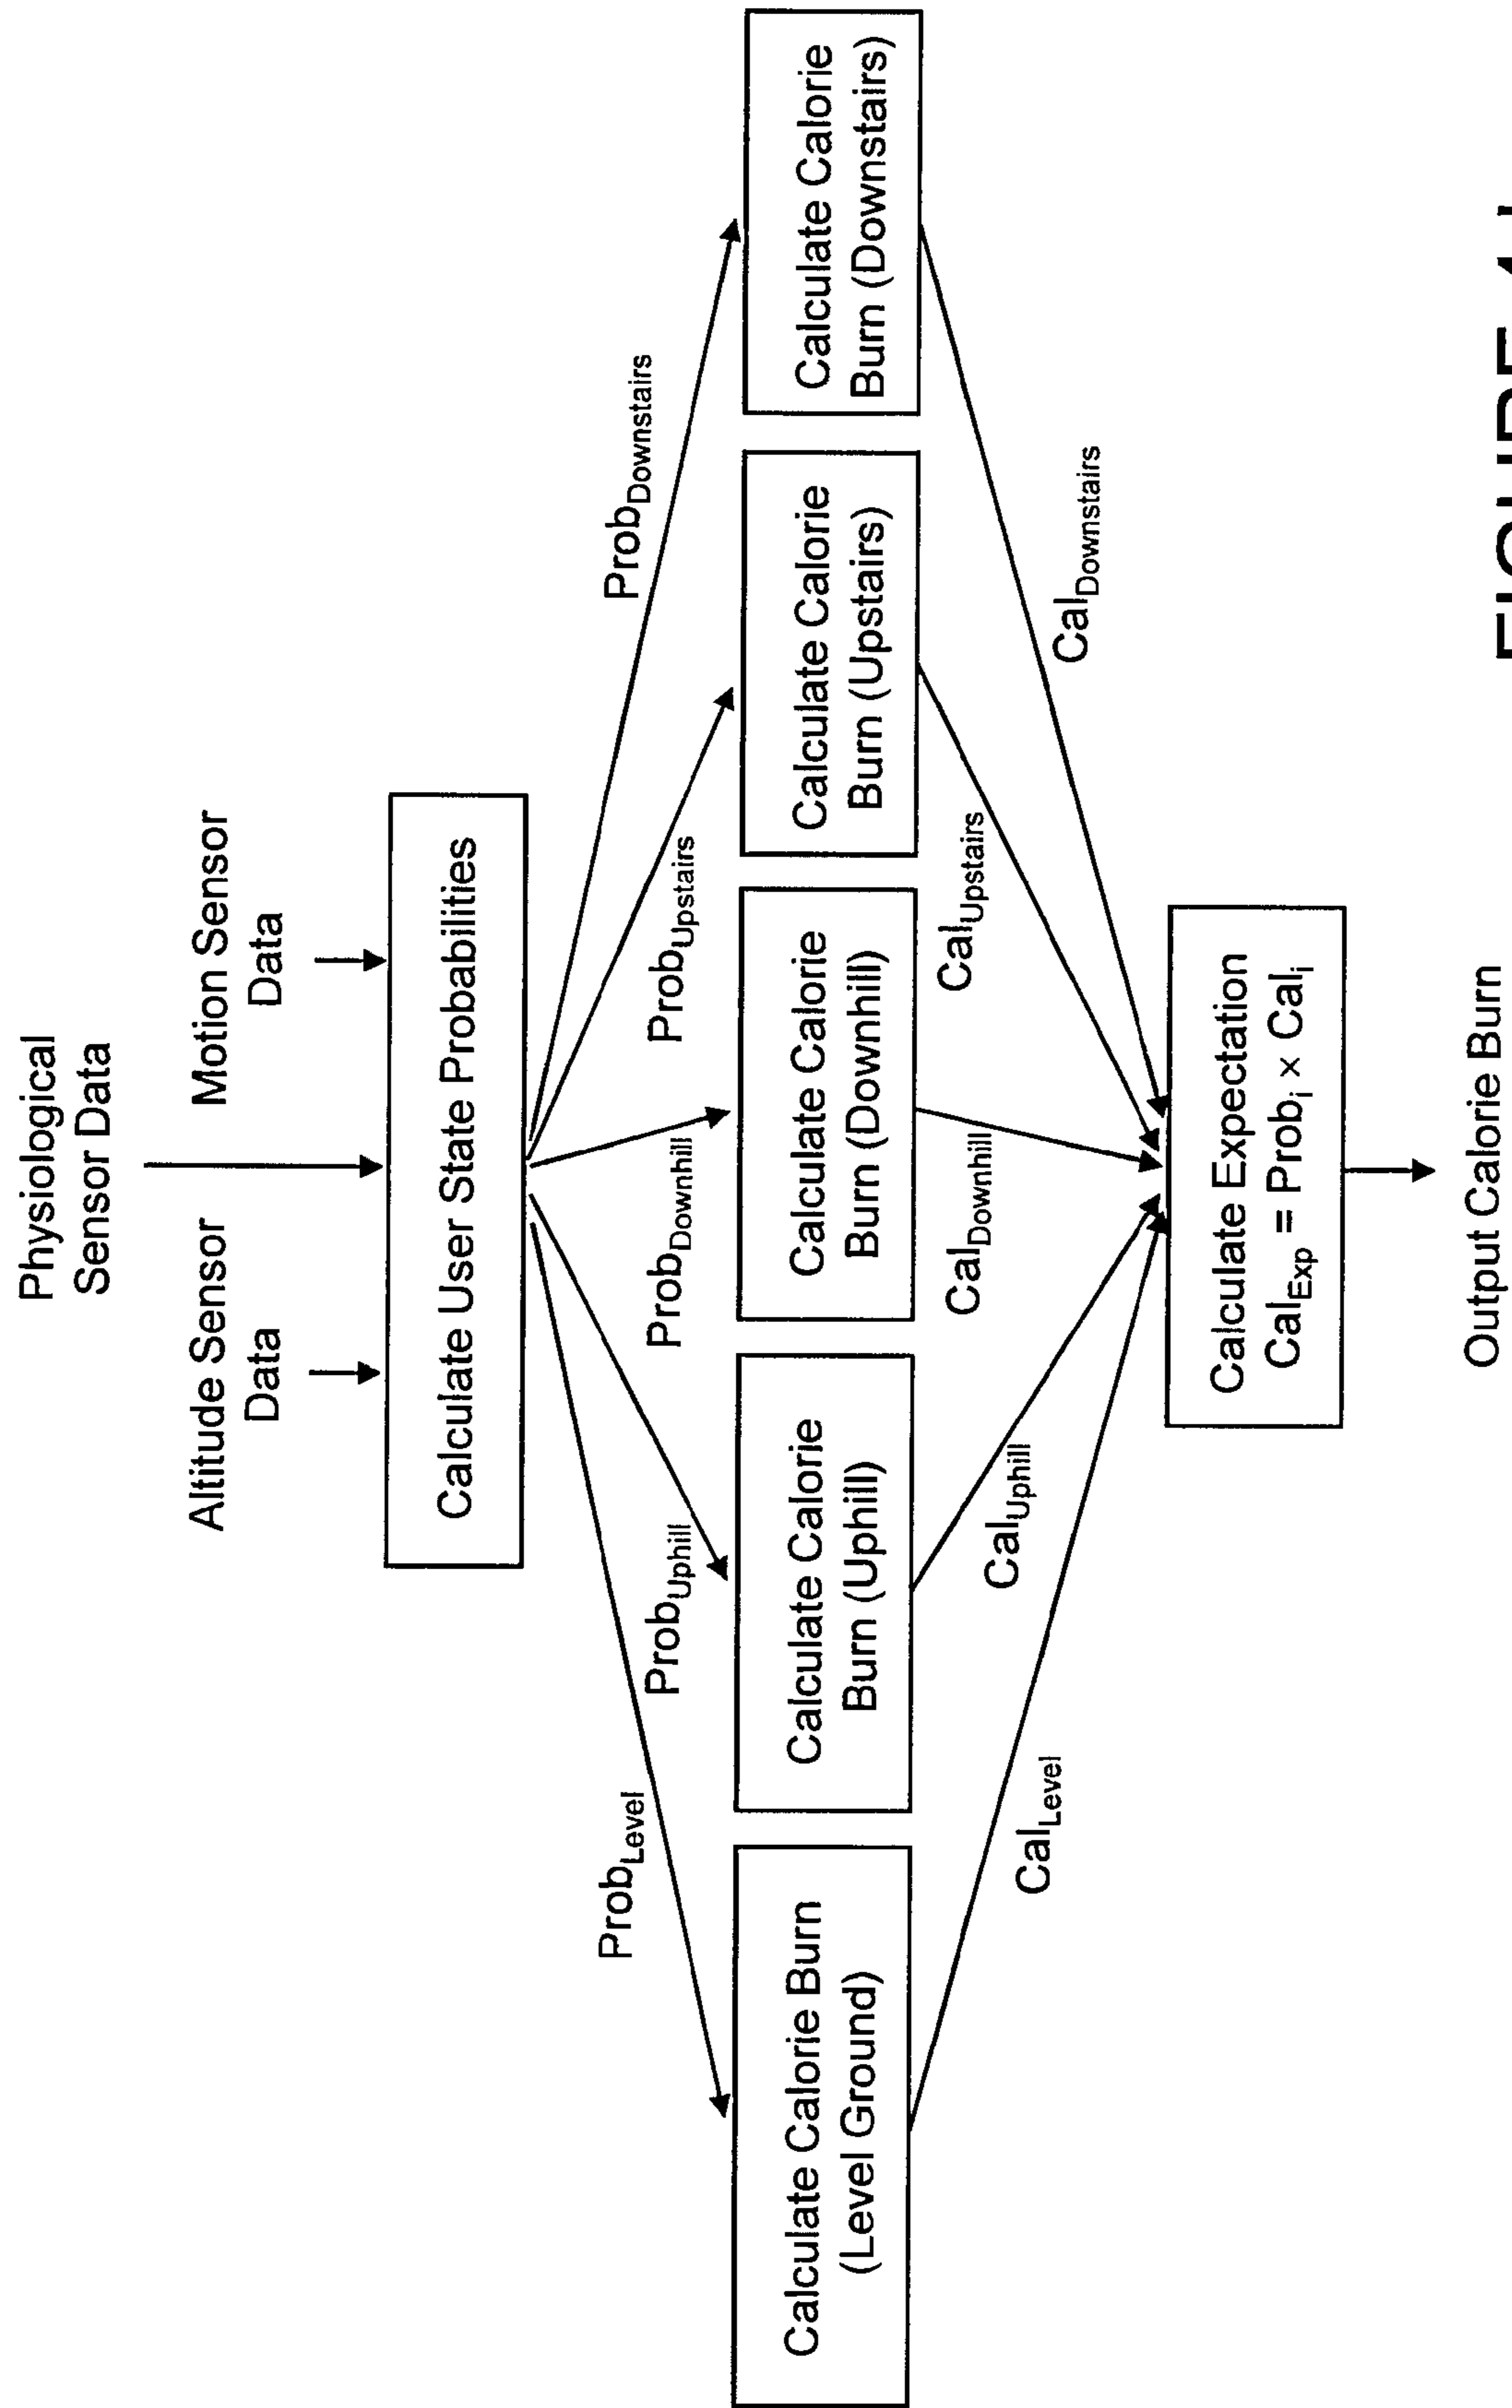 Physiological
Sensor Data
Altitude Sensor
Data
Motion Sensor
Data
Calculate User State Probabilities
Prob_Level
Prob_Uphill
Prob_Downhill
Prob_Upstairs
Prob_Downstairs
Calculate Calorie Burn
(Level Ground)
Calculate Calorie
Burn (Uphill)
Calculate Calorie
Burn (Downhill)
Calculate Calorie
Burn (Upstairs)
Calculate Calorie
Burn (Downstairs)
Cal_Level
Cal_Uphill
Cal_Downhill
Cal_Upstairs
Cal_Downstairs
Calculate Expectation
Cal_Exp = Prob_i × Cal_i
Output Calorie Burn
FIGURE